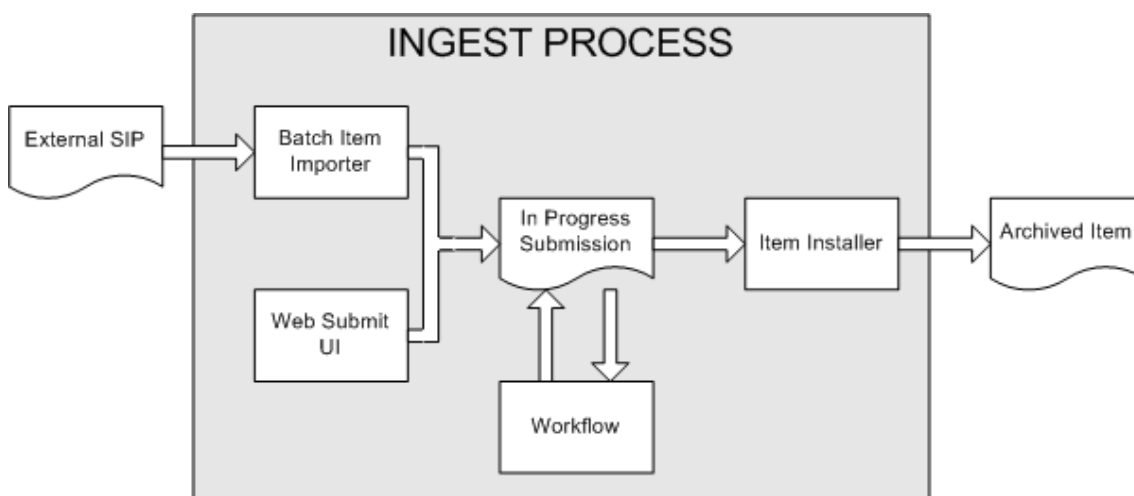 INGEST PROCESS
External SIP
Batch Item
Importer
Web Submit
UI
In Progress
Submission
Workflow
Item Installer
Archived Item